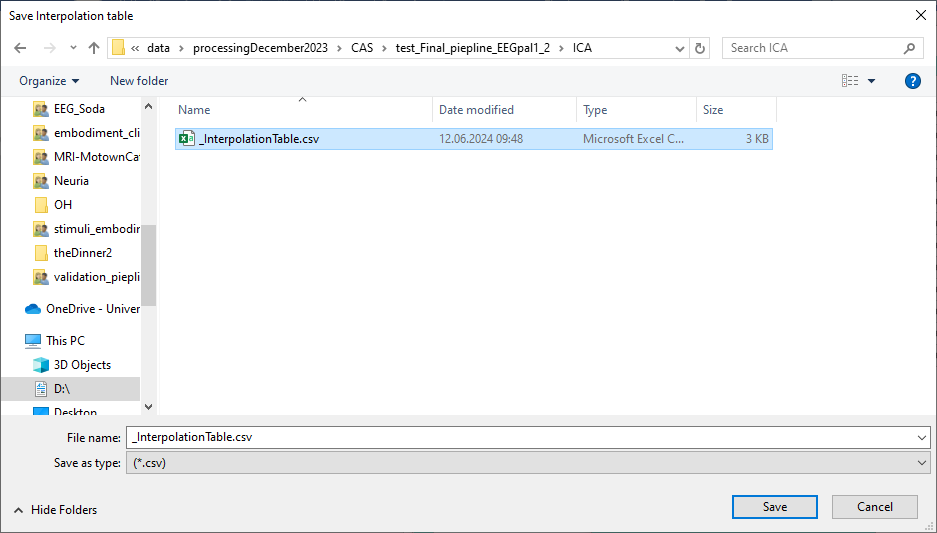 Save Interpolation table
« data › processingDecember2023 › CAS › test_Final_piepline_EEGpal1_2 › ICA
Search ICA
Organize
New folder
?
Name
Date modified
Type
Size
_InterpolationTable.csv
12.06.2024 09:48
Microsoft Excel C...
3 KB
EEG_Soda
embodiment_cli
MRI-MotownCa
Neuria
OH
stimuli_embodir
theDinner2
validation_piepli
OneDrive - Univer
This PC
3D Objects
D:\
Desktop
File name:
_InterpolationTable.csv
Save as type:
(*.csv)
Hide Folders
Save
Cancel